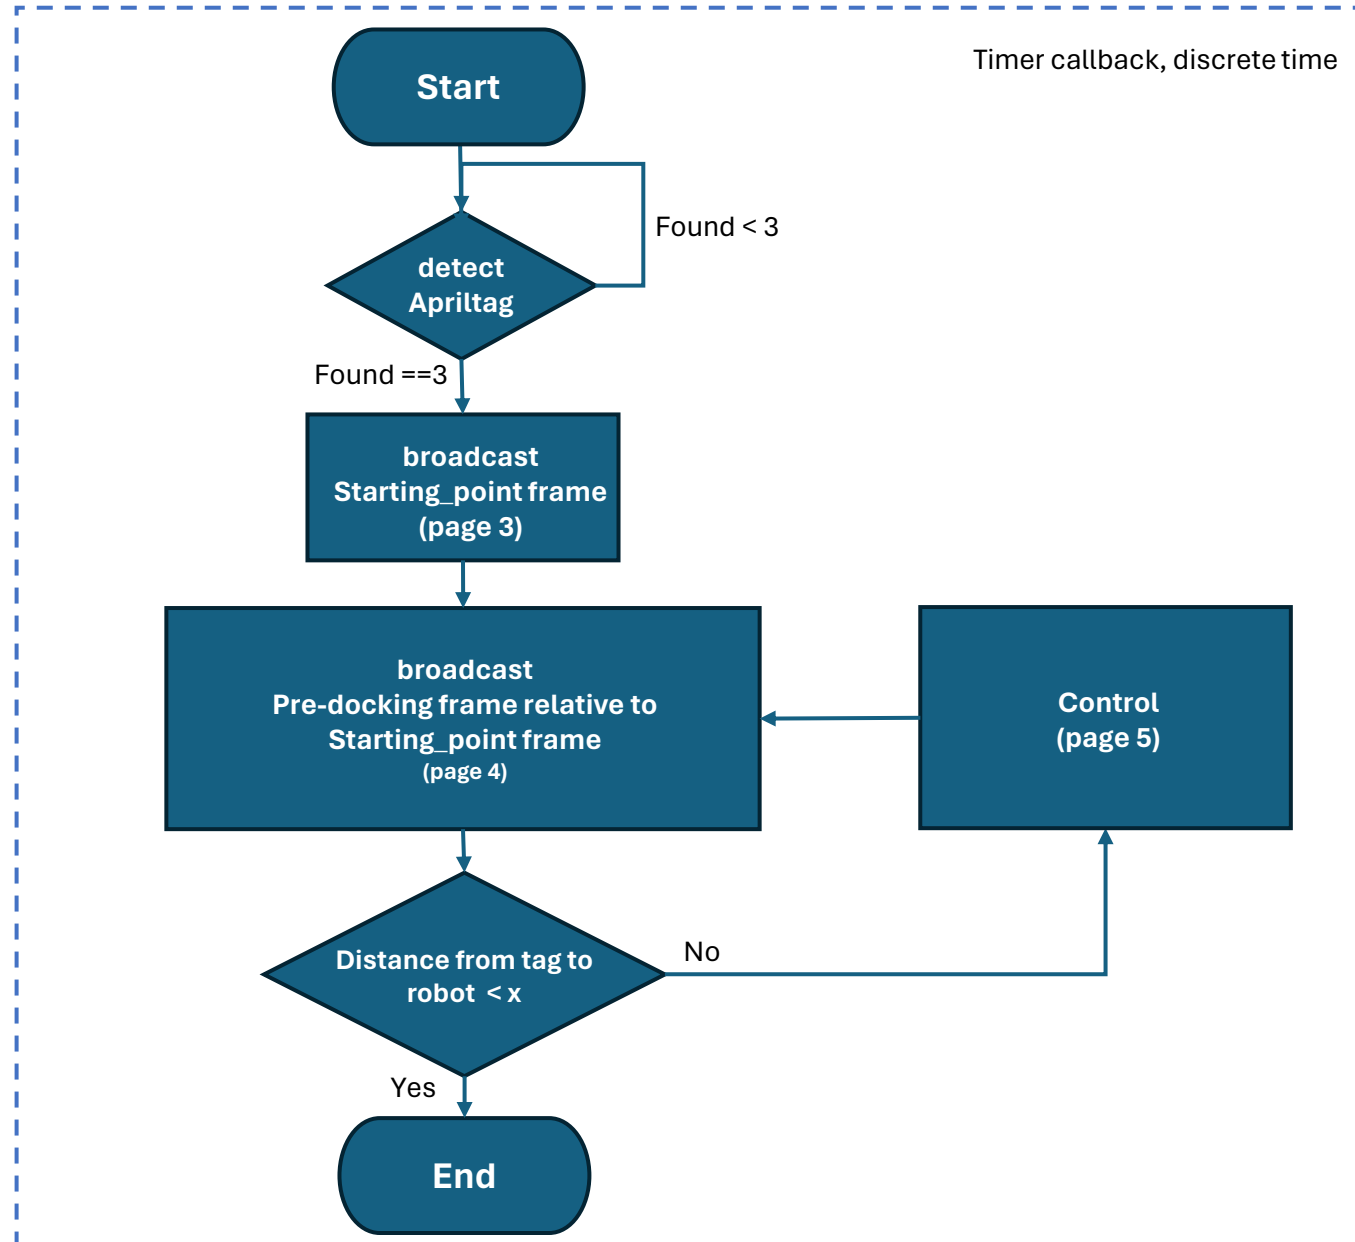 Start
Timer callback, discrete time
Found < 3
detect
Apriltag
Found ==3
broadcast
Starting_point frame
(page 3)
broadcast
Pre-docking frame relative to
Starting_point frame
(page 4)
Control
(page 5)
Distance from tag to
robot < x
No
Yes
End